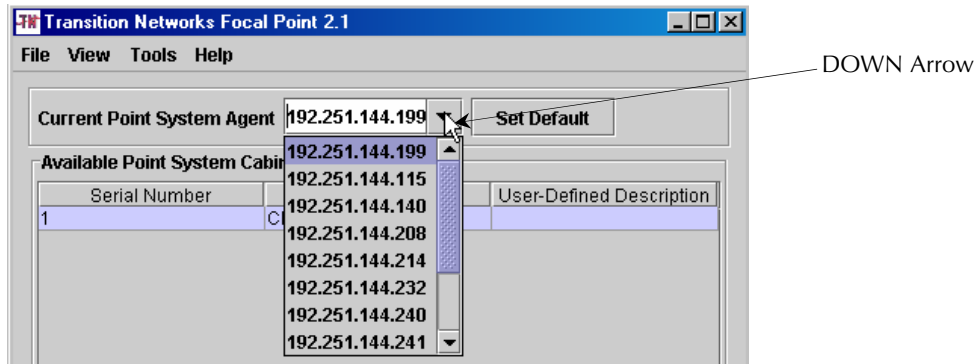 Transition Networks Focal Point 2.1
File View Tools Help
DOWN Arrow
Current Point System Agent 192.251.144.199 Set Default
192.251.144.199
Available Point System
192.251.144.115
Serial Number User-Defined Description
192.251.144.140
1
192.251.144.208
192.251.144.214
192.251.144.232
192.251.144.240
192.251.144.241